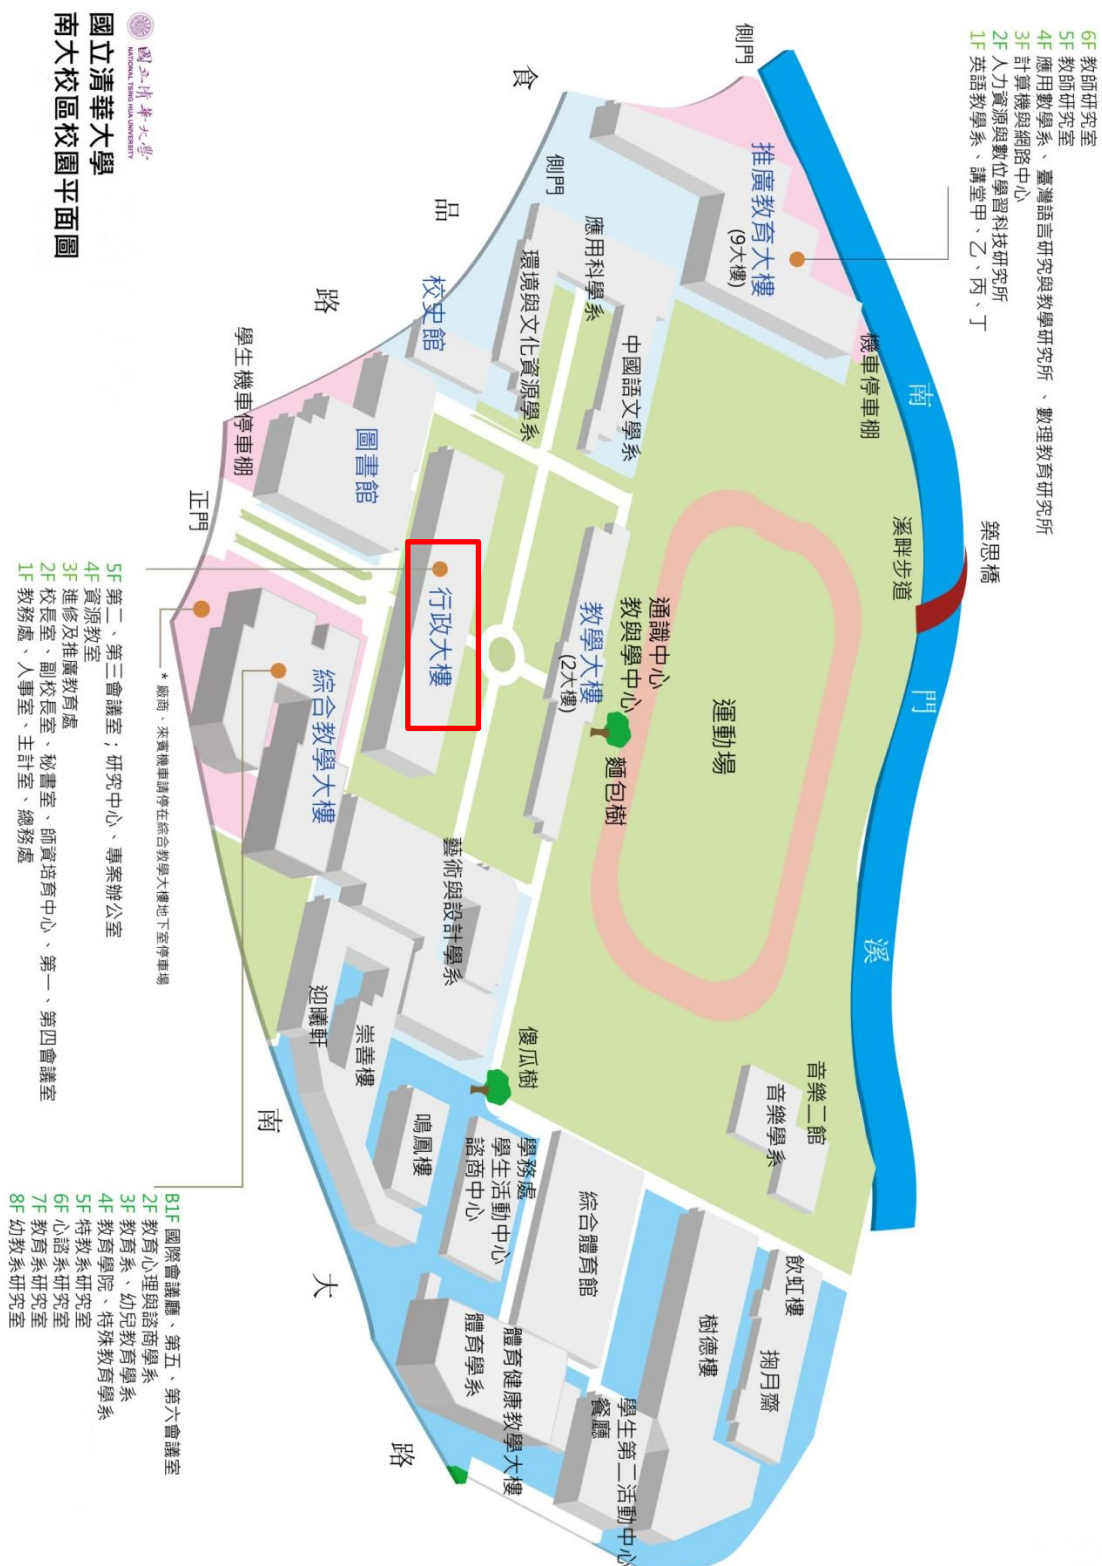 國立清華大學
NATIONAL TSING HUA UNIVERSITY
國立清華大學
南大校區校園平面圖
6F 教師研究室
5F 教師研究室
4F 應用數學系、臺灣語言研究與教學研究所 、數理教育研究所
3F 計算機與網路中心
2F 人力資源與數位學習科技研究所
1F 英語教學系、講堂甲、乙、丙、丁
側門
食
品
路
側門
推廣教育大樓
(9大樓)
機車停車棚
應用科學系
環境與文化資源學系
中國語文學系
校史館
學生機車停車棚
圖書館
正門
南
門
溪
築思橋
溪畔步道
行政大樓
教學大樓
(2大樓)
通識中心
教與學中心
麵包樹
運動場
綜合教學大樓
5F 第二、第三會議室；研究中心、專案辦公室
4F 資源教室
3F 進修及推廣教育處
2F 校長室、副校長室、秘書室、師資培育中心、第一、第四會議室
1F 教務處、人事室、主計室、總務處
* 廠商、來賓機車請停在綜合教學大樓地下室停車場
藝術與設計學系
迎曦軒
崇善樓
鳴鳳樓
傻瓜樹
音樂二館
音樂學系
學務處
學生活動中心
諮商中心
綜合體育館
飲虹樓
掬月齋
樹德樓
體育學系
體育健康教學大樓
學生第二活動中心
餐廳
南
大
路
B1F 國際會議廳、第五、第六會議室
2F 教育心理與諮商學系
3F 教育系、幼兒教育學系
4F 教育學院、特殊教育學系
5F 特教系研究室
6F 心諮系研究室
7F 教育系研究室
8F 幼教系研究室